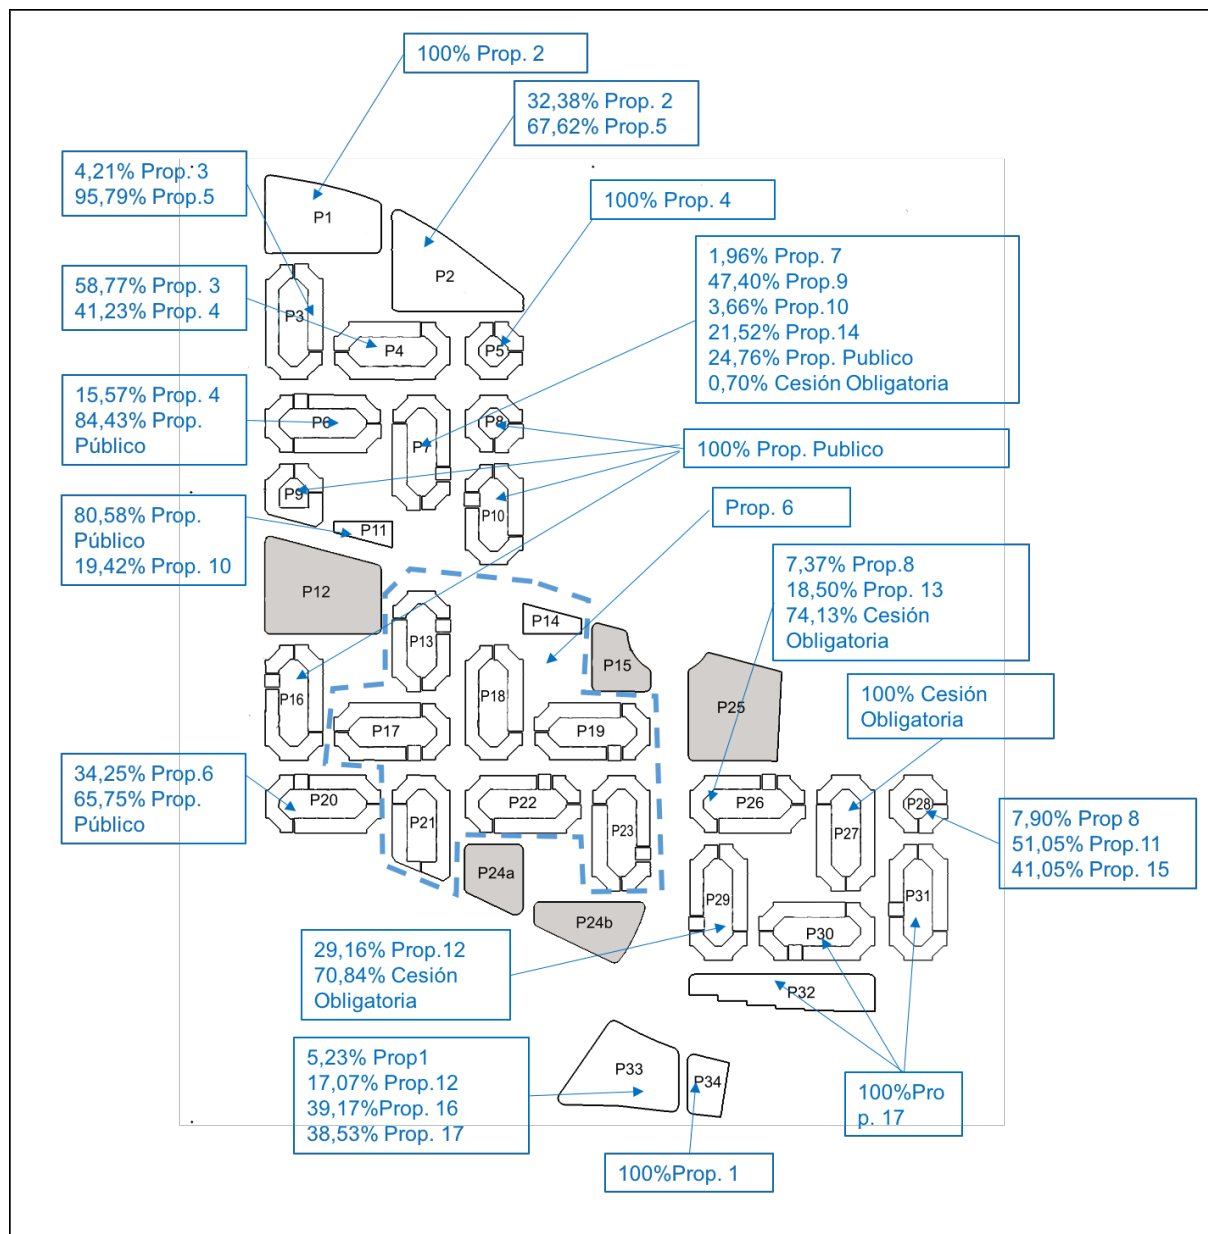 100% Prop. 2
32,38% Prop. 2
67,62% Prop.5
4,21% Prop. 3
95,79% Prop.5
100% Prop. 4
P1
P2
1,96% Prop. 7
47,40% Prop.9
3,66% Prop.10
21,52% Prop.14
24,76% Prop. Publico
0,70% Cesión Obligatoria
58,77% Prop. 3
41,23% Prop. 4
P3
P4
P5
15,57% Prop. 4
84,43% Prop.
Público
P6
P7
P8
100% Prop. Publico
P9
P10
P11
80,58% Prop.
Público
19,42% Prop. 10
Prop. 6
P12
P13
P14
P15
7,37% Prop.8
18,50% Prop. 13
74,13% Cesión
Obligatoria
P16
P17
P18
P19
P25
100% Cesión
Obligatoria
34,25% Prop.6
65,75% Prop.
Público
P20
P21
P22
P23
P26
P27
P28
7,90% Prop 8
51,05% Prop.11
41,05% Prop. 15
P24a
P24b
P29
P30
P31
29,16% Prop.12
70,84% Cesión
Obligatoria
P32
5,23% Prop1
17,07% Prop.12
39,17%Prop. 16
38,53% Prop. 17
P33
P34
100%Pro
p. 17
100%Prop. 1